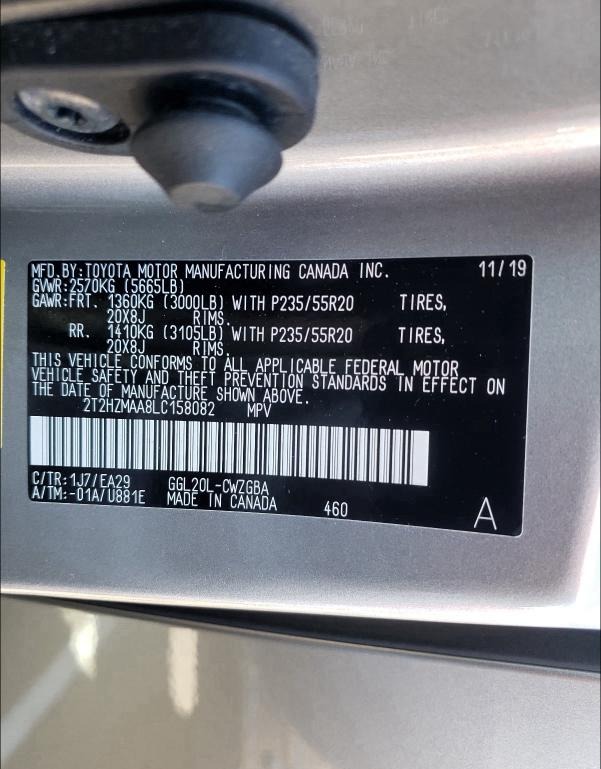 MFD.BY:TOYOTA MOTOR MANUFACTURING CANADA INC. 11/19
GVWR:2570KG (5665LB)
GAWR:FRT. 1360KG (3000LB) WITH P235/55R20 TIRES,
20X8J RIMS.
RR. 1410KG (3105LB) WITH P235/55R20 TIRES,
20X8J RIMS.
THIS VEHICLE CONFORMS TO ALL APPLICABLE FEDERAL MOTOR
VEHICLE SAFETY AND THEFT PREVENTION STANDARDS IN EFFECT ON
THE DATE OF MANUFACTURE SHOWN ABOVE.
2T2HZMAA8LC158082 MPV
C/TR:1J7/EA29 GGL20L-CWZGBA
A/TM:-01A/U881E MADE IN CANADA 460 A